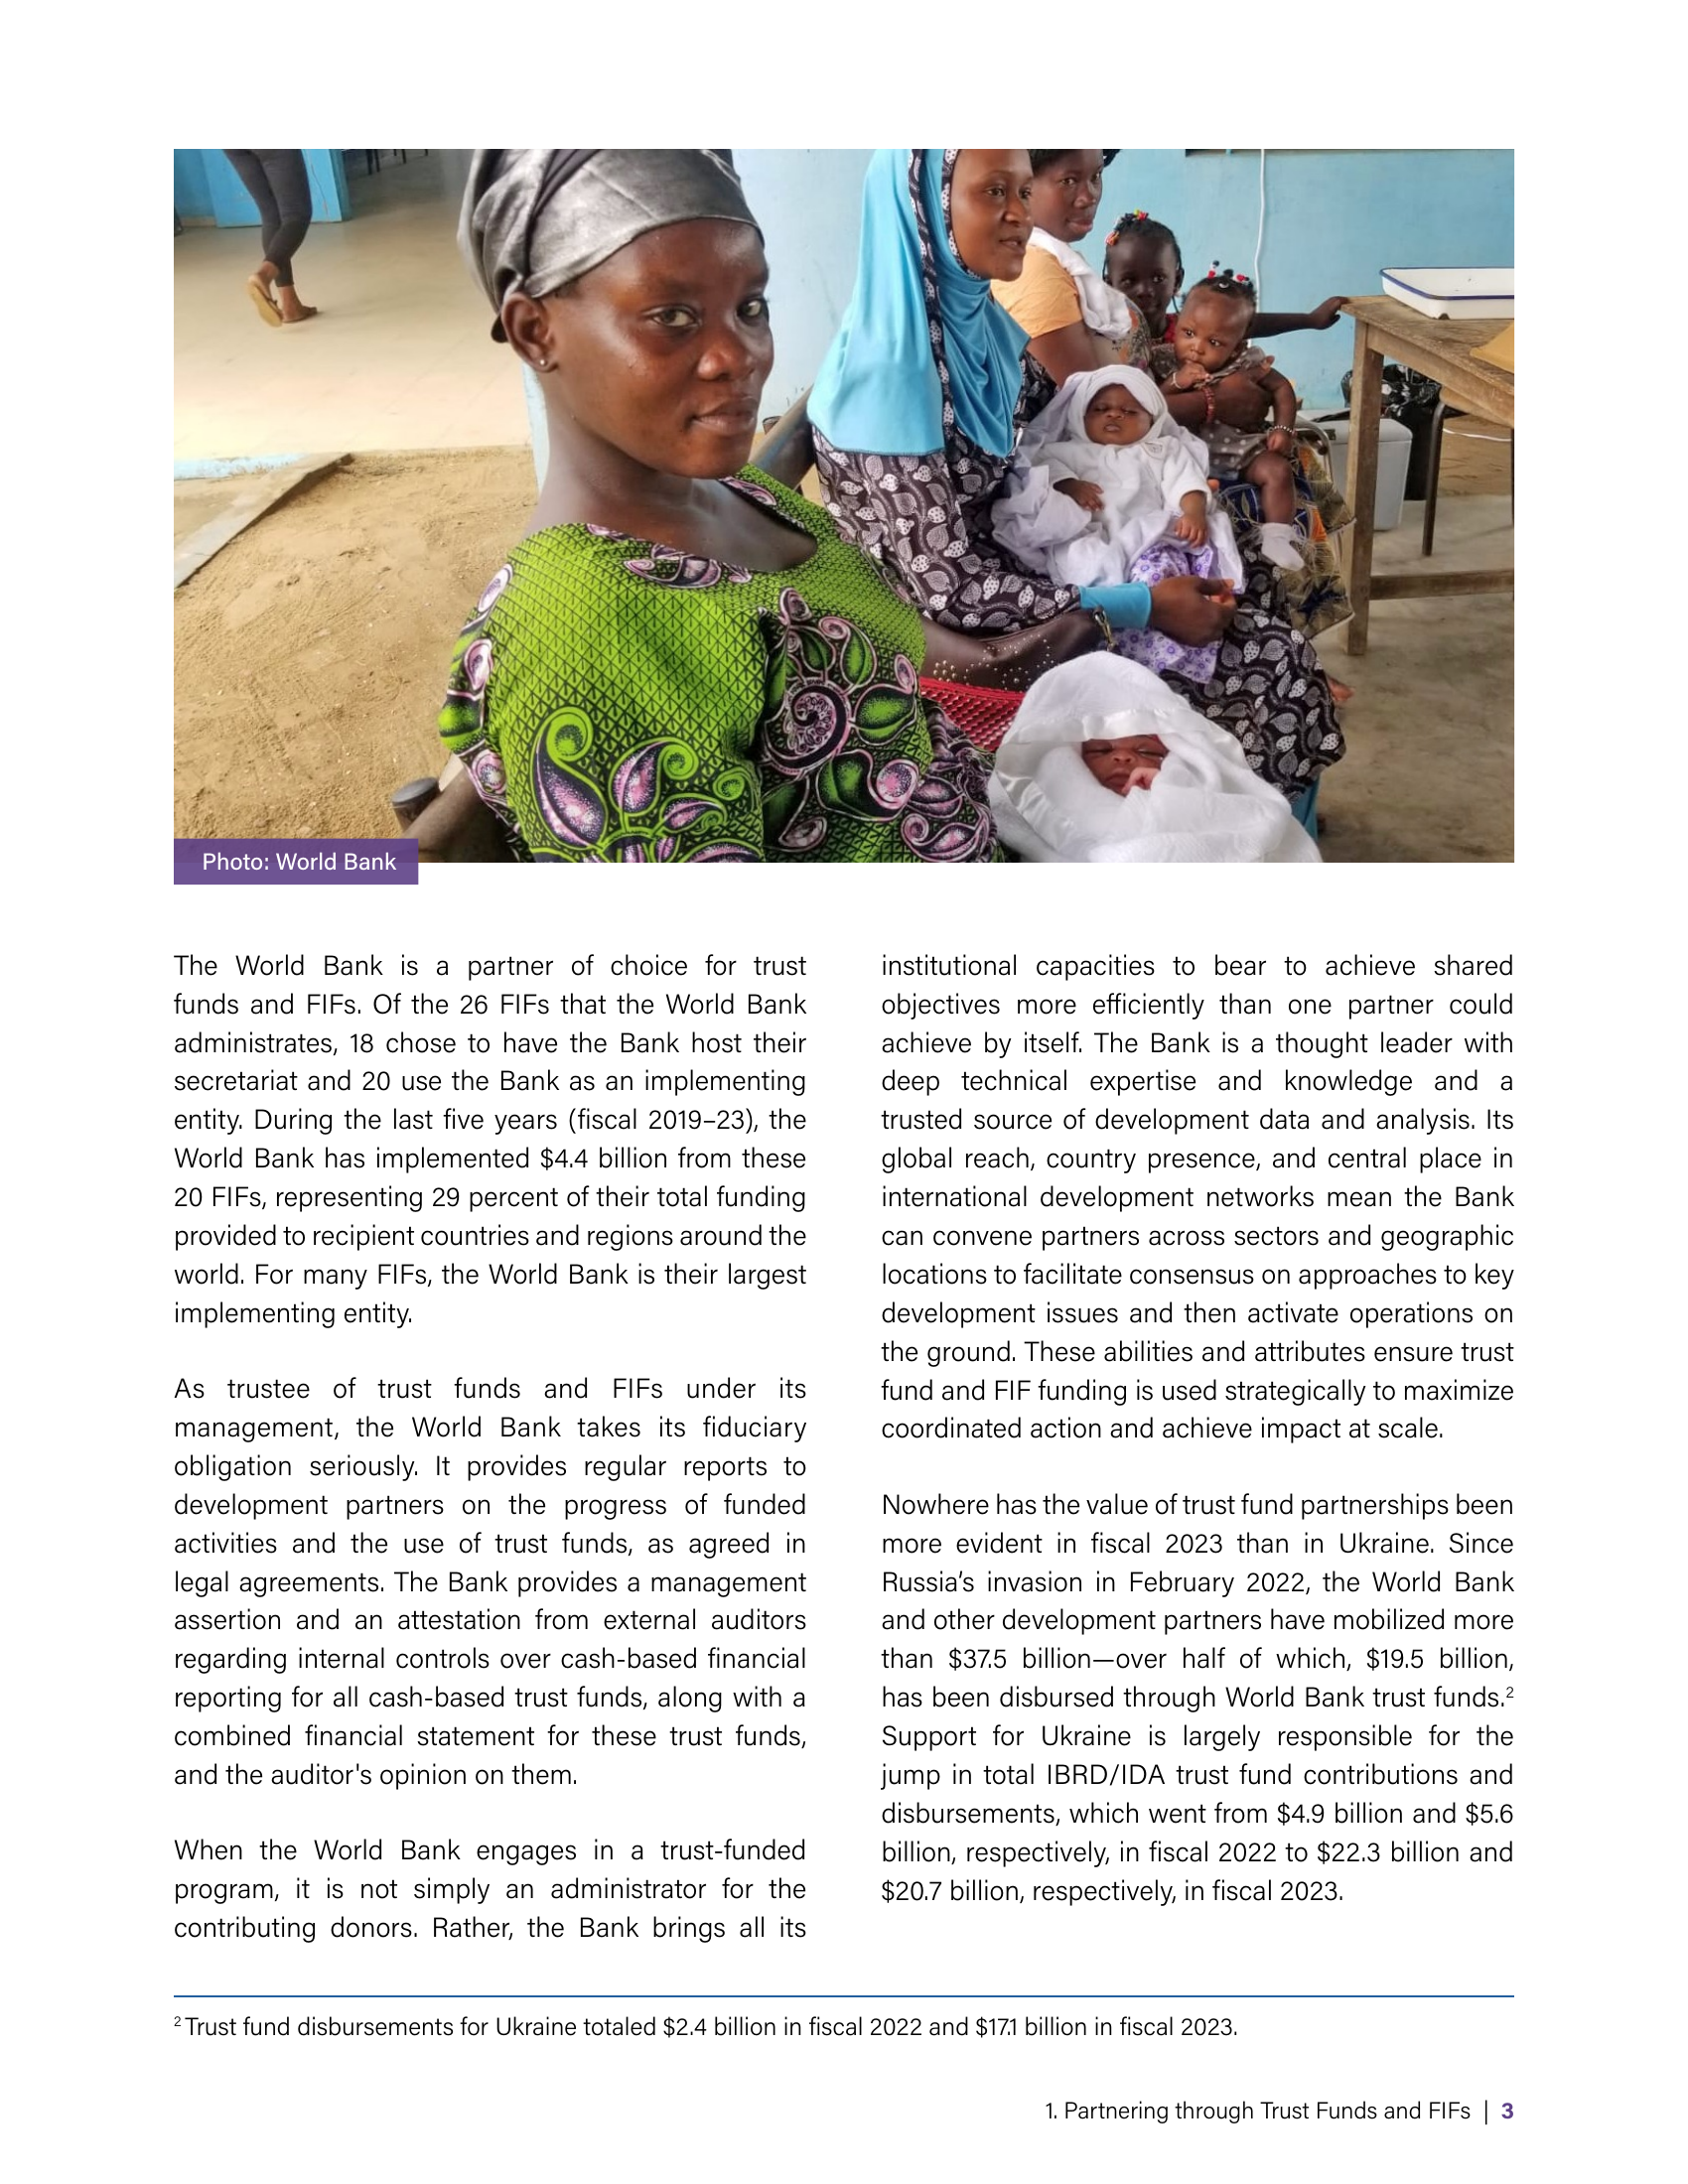 Photo: World Bank
The World Bank is a partner of choice for trust
funds and FIFs. Of the 26 FIFs that the World Bank
administrates, 18 chose to have the Bank host their
secretariat and 20 use the Bank as an implementing
entity. During the last five years (fiscal 2019–23), the
World Bank has implemented $4.4 billion from these
20 FIFs, representing 29 percent of their total funding
provided to recipient countries and regions around the
world. For many FIFs, the World Bank is their largest
implementing entity.
As trustee of trust funds and FIFs under its
management, the World Bank takes its fiduciary
obligation seriously. It provides regular reports to
development partners on the progress of funded
activities and the use of trust funds, as agreed in
legal agreements. The Bank provides a management
assertion and an attestation from external auditors
regarding internal controls over cash-based financial
reporting for all cash-based trust funds, along with a
combined financial statement for these trust funds,
and the auditor's opinion on them.
When the World Bank engages in a trust-funded
program, it is not simply an administrator for the
contributing donors. Rather, the Bank brings all its
institutional capacities to bear to achieve shared
objectives more efficiently than one partner could
achieve by itself. The Bank is a thought leader with
deep technical expertise and knowledge and a
trusted source of development data and analysis. Its
global reach, country presence, and central place in
international development networks mean the Bank
can convene partners across sectors and geographic
locations to facilitate consensus on approaches to key
development issues and then activate operations on
the ground. These abilities and attributes ensure trust
fund and FIF funding is used strategically to maximize
coordinated action and achieve impact at scale.
Nowhere has the value of trust fund partnerships been
more evident in fiscal 2023 than in Ukraine. Since
Russia’s invasion in February 2022, the World Bank
and other development partners have mobilized more
than $37.5 billion—over half of which, $19.5 billion,
has been disbursed through World Bank trust funds.²
Support for Ukraine is largely responsible for the
jump in total IBRD/IDA trust fund contributions and
disbursements, which went from $4.9 billion and $5.6
billion, respectively, in fiscal 2022 to $22.3 billion and
$20.7 billion, respectively, in fiscal 2023.
² Trust fund disbursements for Ukraine totaled $2.4 billion in fiscal 2022 and $17.1 billion in fiscal 2023.
1. Partnering through Trust Funds and FIFs | 3